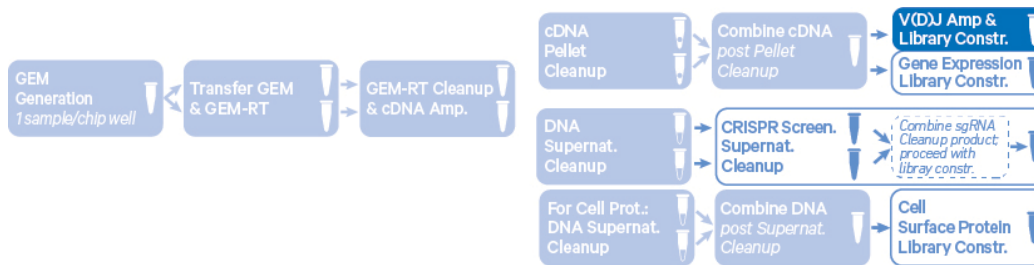 GEM
Generation
1 sample/chip well
Transfer GEM
& GEM-RT
GEM-RT Cleanup
& cDNA Amp.
cDNA
Pellet
Cleanup
Combine cDNA
post Pellet
Cleanup
V(D)J Amp &
Library Constr.
Gene Expression
Library Constr.
DNA
Supernat.
Cleanup
CRISPR Screen.
Supernat.
Cleanup
Combine sgRNA
Cleanup product;
proceed with
libray constr.
For Cell Prot.:
DNA Supernat.
Cleanup
Combine DNA
post Supernat.
Cleanup
Cell
Surface Protein
Library Constr.